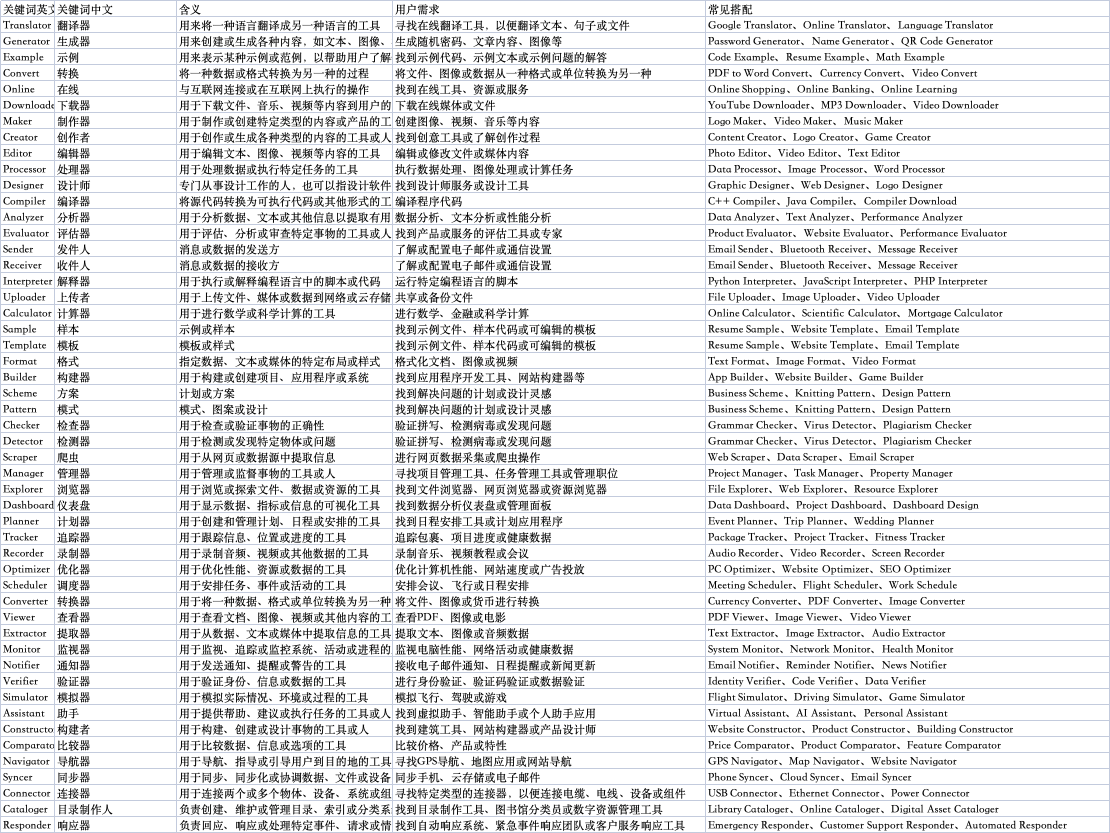 关键词英文 关键词中文 含义 用户需求 常见搭配
Translator 翻译器 用来将一种语言翻译成另一种语言的工具 寻找在线翻译工具，以便翻译文本、句子或文件 Google Translator、Online Translator、Language Translator
Generator 生成器 用来创建或生成各种内容，如文本、图像、 生成随机密码、文章内容、图像等 Password Generator、Name Generator、QR Code Generator
Example 示例 用来表示某种示例或范例，以帮助用户了解 找到示例代码、示例文本或示例问题的解答 Code Example、Resume Example、Math Example
Convert 转换 将一种数据或格式转换为另一种的过程 将文件、图像或数据从一种格式或单位转换为另一种 PDF to Word Convert、Currency Convert、Video Convert
Online 在线 与互联网连接或在互联网上执行的操作 找到在线工具、资源或服务 Online Shopping、Online Banking、Online Learning
Downloade 下载器 用于下载文件、音乐、视频等内容到用户的 下载在线媒体或文件 YouTube Downloader、MP3 Downloader、Video Downloader
Maker 制作器 用于制作或创建特定类型的内容或产品的工 创建图像、视频、音乐等内容 Logo Maker、Video Maker、Music Maker
Creator 创作者 用于创作或生成各种类型的内容的工具或人 找到创意工具或了解创作过程 Content Creator、Logo Creator、Game Creator
Editor 编辑器 用于编辑文本、图像、视频等内容的工具 编辑或修改文件或媒体内容 Photo Editor、Video Editor、Text Editor
Processor 处理器 用于处理数据或执行特定任务的工具 执行数据处理、图像处理或计算任务 Data Processor、Image Processor、Word Processor
Designer 设计师 专门从事设计工作的人，也可以指设计软件 找到设计师服务或设计工具 Graphic Designer、Web Designer、Logo Designer
Compiler 编译器 将源代码转换为可执行代码或其他形式的工 编译程序代码 C++ Compiler、Java Compiler、Compiler Download
Analyzer 分析器 用于分析数据、文本或其他信息以提取有用 数据分析、文本分析或性能分析 Data Analyzer、Text Analyzer、Performance Analyzer
Evaluator 评估器 用于评估、分析或审查特定事物的工具或人 找到产品或服务的评估工具或专家 Product Evaluator、Website Evaluator、Performance Evaluator
Sender 发件人 消息或数据的发送方 了解或配置电子邮件或通信设置 Email Sender、Bluetooth Receiver、Message Receiver
Receiver 收件人 消息或数据的接收方 了解或配置电子邮件或通信设置 Email Sender、Bluetooth Receiver、Message Receiver
Interpreter 解释器 用于执行或解释编程语言中的脚本或代码 运行特定编程语言的脚本 Python Interpreter、JavaScript Interpreter、PHP Interpreter
Uploader 上传者 用于上传文件、媒体或数据到网络或云存储 共享或备份文件 File Uploader、Image Uploader、Video Uploader
Calculator 计算器 用于进行数学或科学计算的工具 进行数学、金融或科学计算 Online Calculator、Scientific Calculator、Mortgage Calculator
Sample 样本 示例或样本 找到示例文件、样本代码或可编辑的模板 Resume Sample、Website Template、Email Template
Template 模板 模板或样式 找到示例文件、样本代码或可编辑的模板 Resume Sample、Website Template、Email Template
Format 格式 指定数据、文本或媒体的特定布局或样式 格式化文档、图像或视频 Text Format、Image Format、Video Format
Builder 构建器 用于构建或创建项目、应用程序或系统 找到应用程序开发工具、网站构建器等 App Builder、Website Builder、Game Builder
Scheme 方案 计划或方案 找到解决问题的计划或设计灵感 Business Scheme、Knitting Pattern、Design Pattern
Pattern 模式 模式、图案或设计 找到解决问题的计划或设计灵感 Business Scheme、Knitting Pattern、Design Pattern
Checker 检查器 用于检查或验证事物的正确性 验证拼写、检测病毒或发现问题 Grammar Checker、Virus Detector、Plagiarism Checker
Detector 检测器 用于检测或发现特定物体或问题 验证拼写、检测病毒或发现问题 Grammar Checker、Virus Detector、Plagiarism Checker
Scraper 爬虫 用于从网页或数据源中提取信息 进行网页数据采集或爬虫操作 Web Scraper、Data Scraper、Email Scraper
Manager 管理器 用于管理或监督事物的工具或人 寻找项目管理工具、任务管理工具或管理职位 Project Manager、Task Manager、Property Manager
Explorer 浏览器 用于浏览或探索文件、数据或资源的工具 找到文件浏览器、网页浏览器或资源浏览器 File Explorer、Web Explorer、Resource Explorer
Dashboard 仪表盘 用于显示数据、指标或信息的可视化工具 找到数据分析仪表盘或管理面板 Data Dashboard、Project Dashboard、Dashboard Design
Planner 计划器 用于创建和管理计划、日程或安排的工具 找到日程安排工具或计划应用程序 Event Planner、Trip Planner、Wedding Planner
Tracker 追踪器 用于跟踪信息、位置或进度的工具 追踪包裹、项目进度或健康数据 Package Tracker、Project Tracker、Fitness Tracker
Recorder 录制器 用于录制音频、视频或其他数据的工具 录制音乐、视频教程或会议 Audio Recorder、Video Recorder、Screen Recorder
Optimizer 优化器 用于优化性能、资源或数据的工具 优化计算机性能、网站速度或广告投放 PC Optimizer、Website Optimizer、SEO Optimizer
Scheduler 调度器 用于安排任务、事件或活动的工具 安排会议、飞行或日程安排 Meeting Scheduler、Flight Scheduler、Work Schedule
Converter 转换器 用于将一种数据、格式或单位转换为另一种 将文件、图像或货币进行转换 Currency Converter、PDF Converter、Image Converter
Viewer 查看器 用于查看文档、图像、视频或其他内容的工 查看PDF、图像或电影 PDF Viewer、Image Viewer、Video Viewer
Extractor 提取器 用于从数据、文本或媒体中提取信息的工具 提取文本、图像或音频数据 Text Extractor、Image Extractor、Audio Extractor
Monitor 监视器 用于监视、追踪或监控系统、活动或进程的 监视电脑性能、网络活动或健康数据 System Monitor、Network Monitor、Health Monitor
Notifier 通知器 用于发送通知、提醒或警告的工具 接收电子邮件通知、日程提醒或新闻更新 Email Notifier、Reminder Notifier、News Notifier
Verifier 验证器 用于验证身份、信息或数据的工具 进行身份验证、验证码验证或数据验证 Identity Verifier、Code Verifier、Data Verifier
Simulator 模拟器 用于模拟实际情况、环境或过程的工具 模拟飞行、驾驶或游戏 Flight Simulator、Driving Simulator、Game Simulator
Assistant 助手 用于提供帮助、建议或执行任务的工具或人 找到虚拟助手、智能助手或个人助手应用 Virtual Assistant、AI Assistant、Personal Assistant
Constructo 构建者 用于构建、创建或设计事物的工具或人 找到建筑工具、网站构建器或产品设计师 Website Constructor、Product Constructor、Building Constructor
Comparato 比较器 用于比较数据、信息或选项的工具 比较价格、产品或特性 Price Comparator、Product Comparator、Feature Comparator
Navigator 导航器 用于导航、指导或引导用户到目的地的工具 寻找GPS导航、地图应用或网站导航 GPS Navigator、Map Navigator、Website Navigator
Syncer 同步器 用于同步、同步化或协调数据、文件或设备 同步手机、云存储或电子邮件 Phone Syncer、Cloud Syncer、Email Syncer
Connector 连接器 用于连接两个或多个物体、设备、系统或组 寻找特定类型的连接器，以便连接电缆、电线、设备或组件 USB Connector、Ethernet Connector、Power Connector
Cataloger 目录制作人 负责创建、维护或管理目录、索引或分类系 找到目录制作工具、图书馆分类员或数字资源管理工具 Library Cataloger、Online Cataloger、Digital Asset Cataloger
Responder 响应器 负责回应、响应或处理特定事件、请求或情 找到自动响应系统、紧急事件响应团队或客户服务响应工具 Emergency Responder、Customer Support Responder、Automated Responder